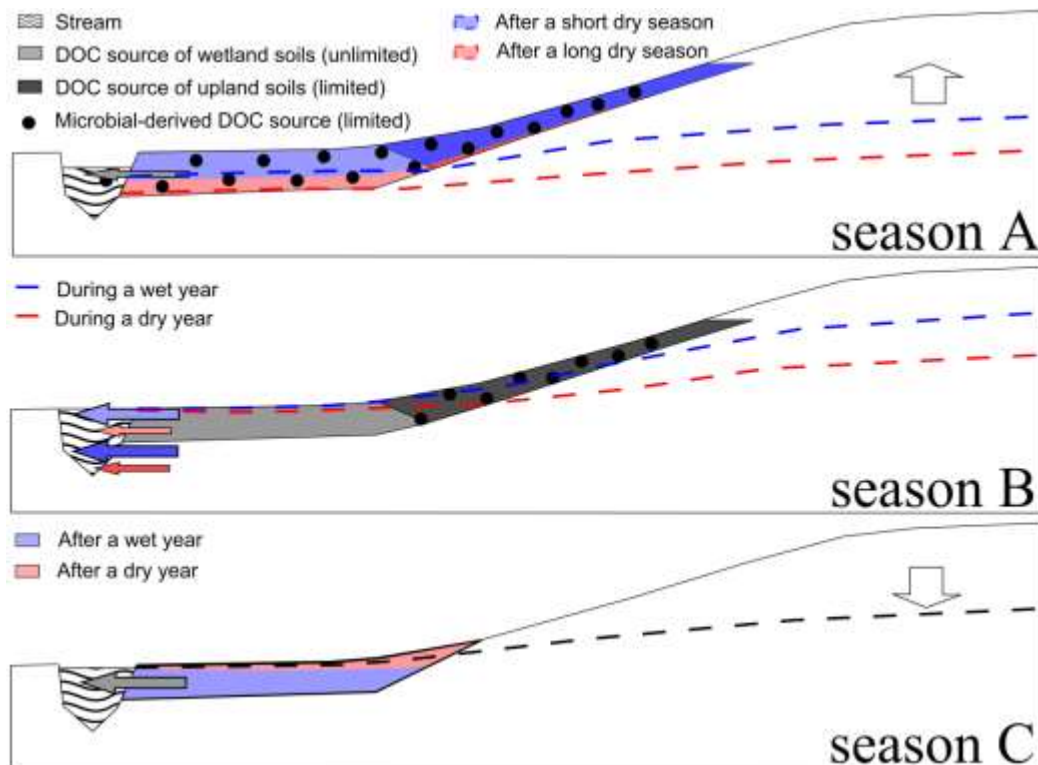 Stream
DOC source of wetland soils (unlimited)
DOC source of upland soils (limited)
Microbial-derived DOC source (limited)
After a short dry season
After a long dry season
season A
During a wet year
During a dry year
season B
After a wet year
After a dry year
season C